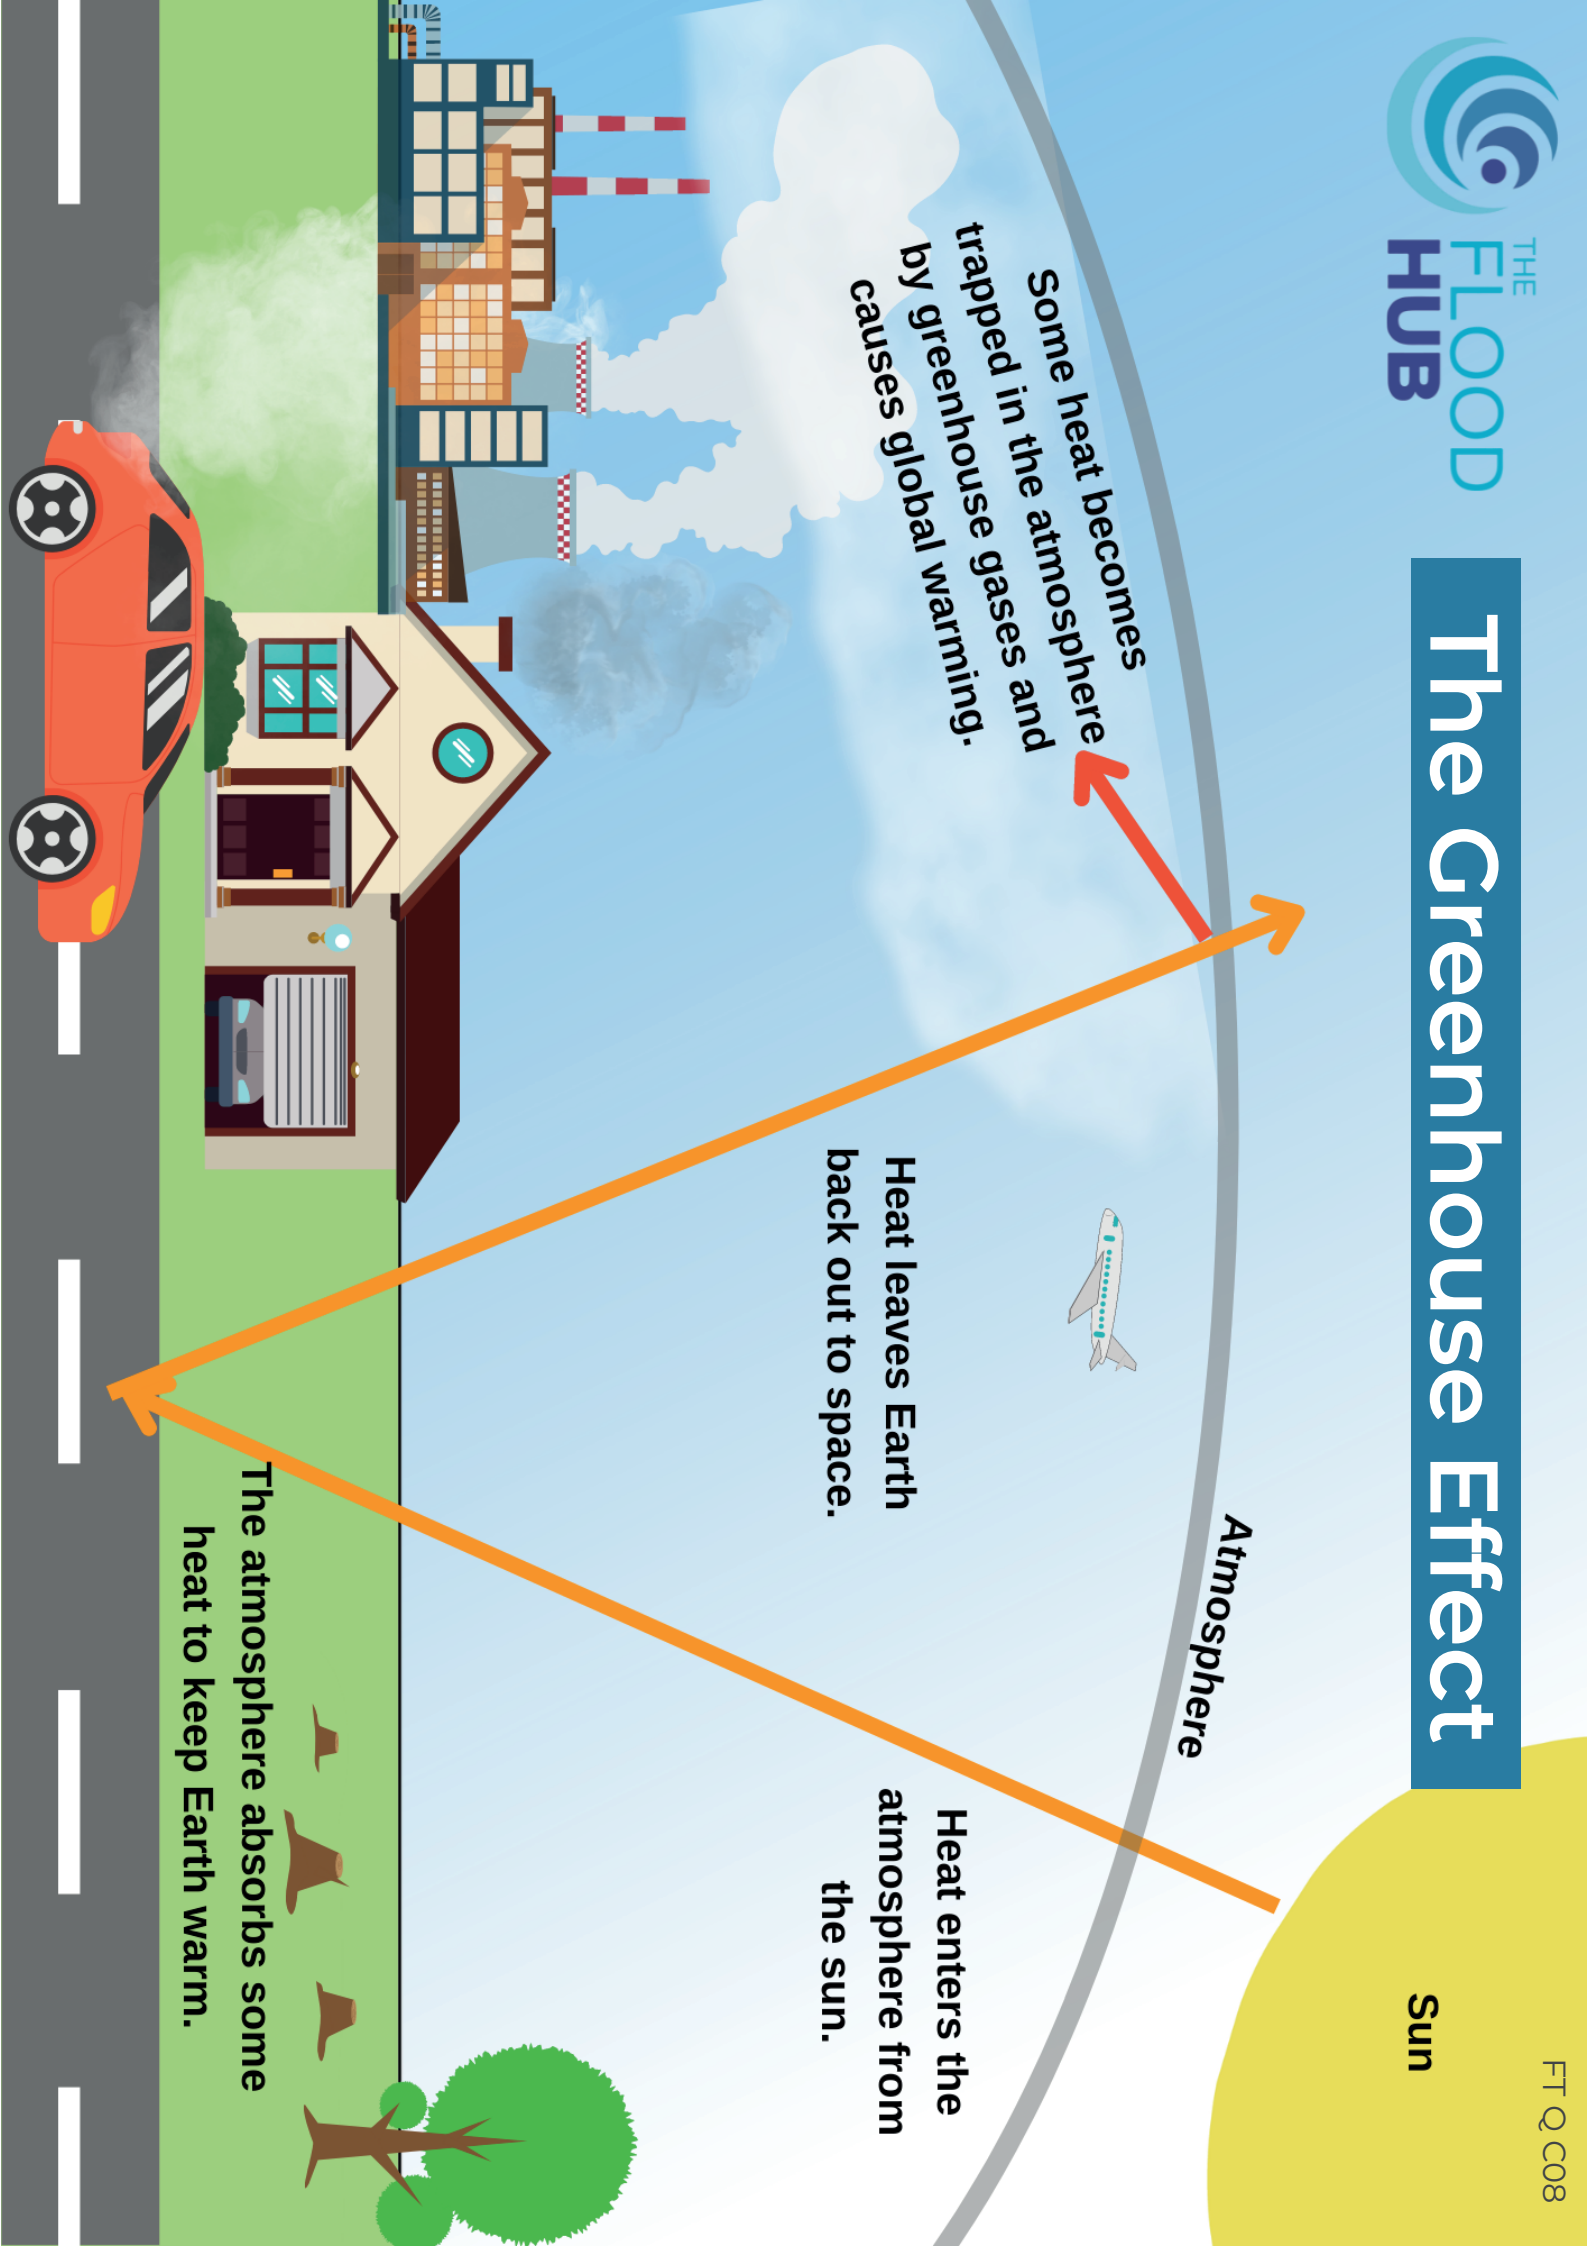 THE
FLOOD
HUB
The Greenhouse Effect
FT Q C08
Sun
Atmosphere
Some heat becomes
trapped in the atmosphere
by greenhouse gases and
causes global warming.
Heat leaves Earth
back out to space.
Heat enters the
atmosphere from
the sun.
The atmosphere absorbs some
heat to keep Earth warm.